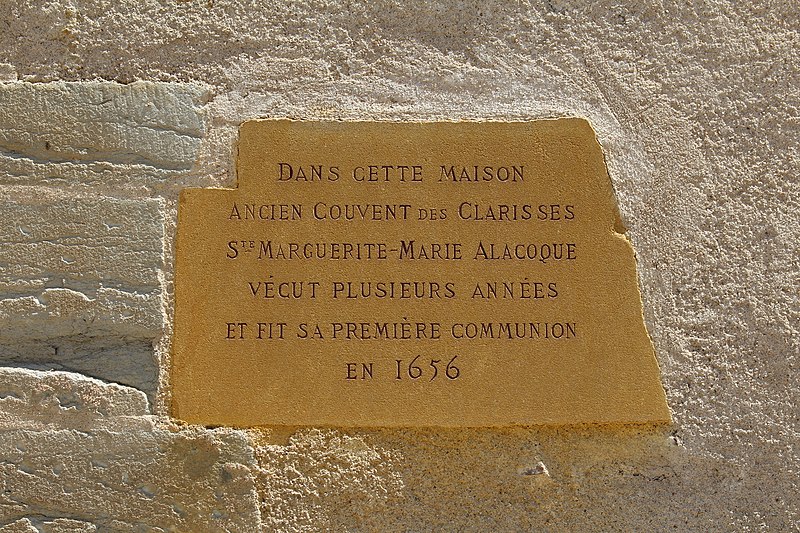 DANS CETTE MAISON
ANCIEN COUVENT DES CLARISSES
STE MARGUERITE-MARIE ALACOQUE
VÉCUT PLUSIEURS ANNÉES
ET FIT SA PREMIÈRE COMMUNION
EN 1656